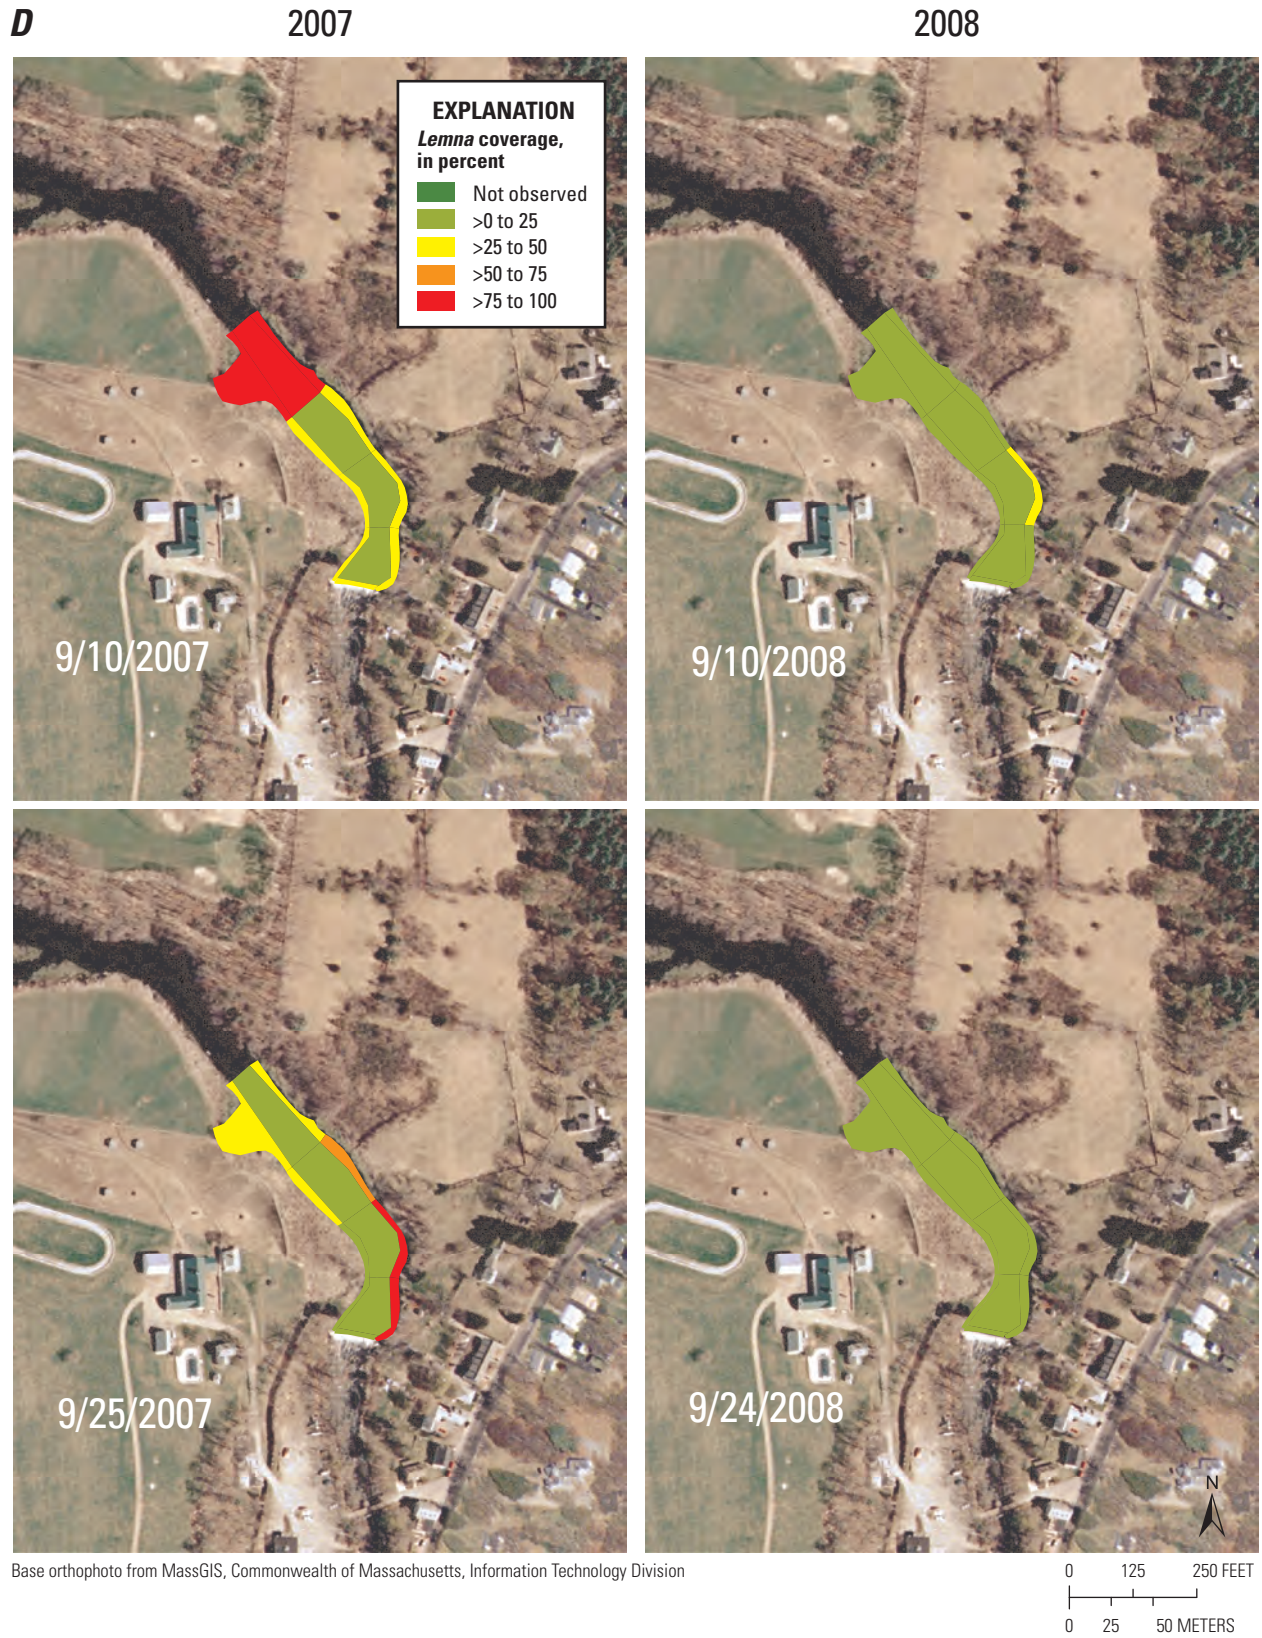 D
2007
2008
EXPLANATION
Lemna coverage,
in percent
Not observed
>0 to 25
>25 to 50
>50 to 75
>75 to 100
9/10/2007
9/10/2008
9/25/2007
9/24/2008
N
Base orthophoto from MassGIS, Commonwealth of Massachusetts, Information Technology Division
0 125 250 FEET
0 25 50 METERS